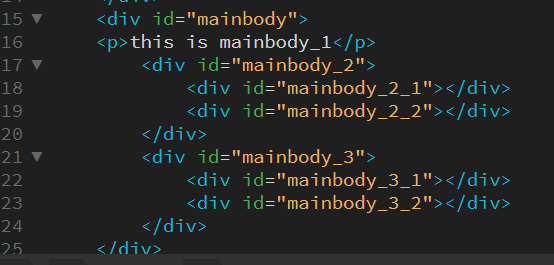 </div>
15 <div id="mainbody">
16 <p>this is mainbody_1</p>
17 <div id="mainbody_2">
18 <div id="mainbody_2_1"></div>
19 <div id="mainbody_2_2"></div>
20 </div>
21 <div id="mainbody_3">
22 <div id="mainbody_3_1"></div>
23 <div id="mainbody_3_2"></div>
24 </div>
25 </div>